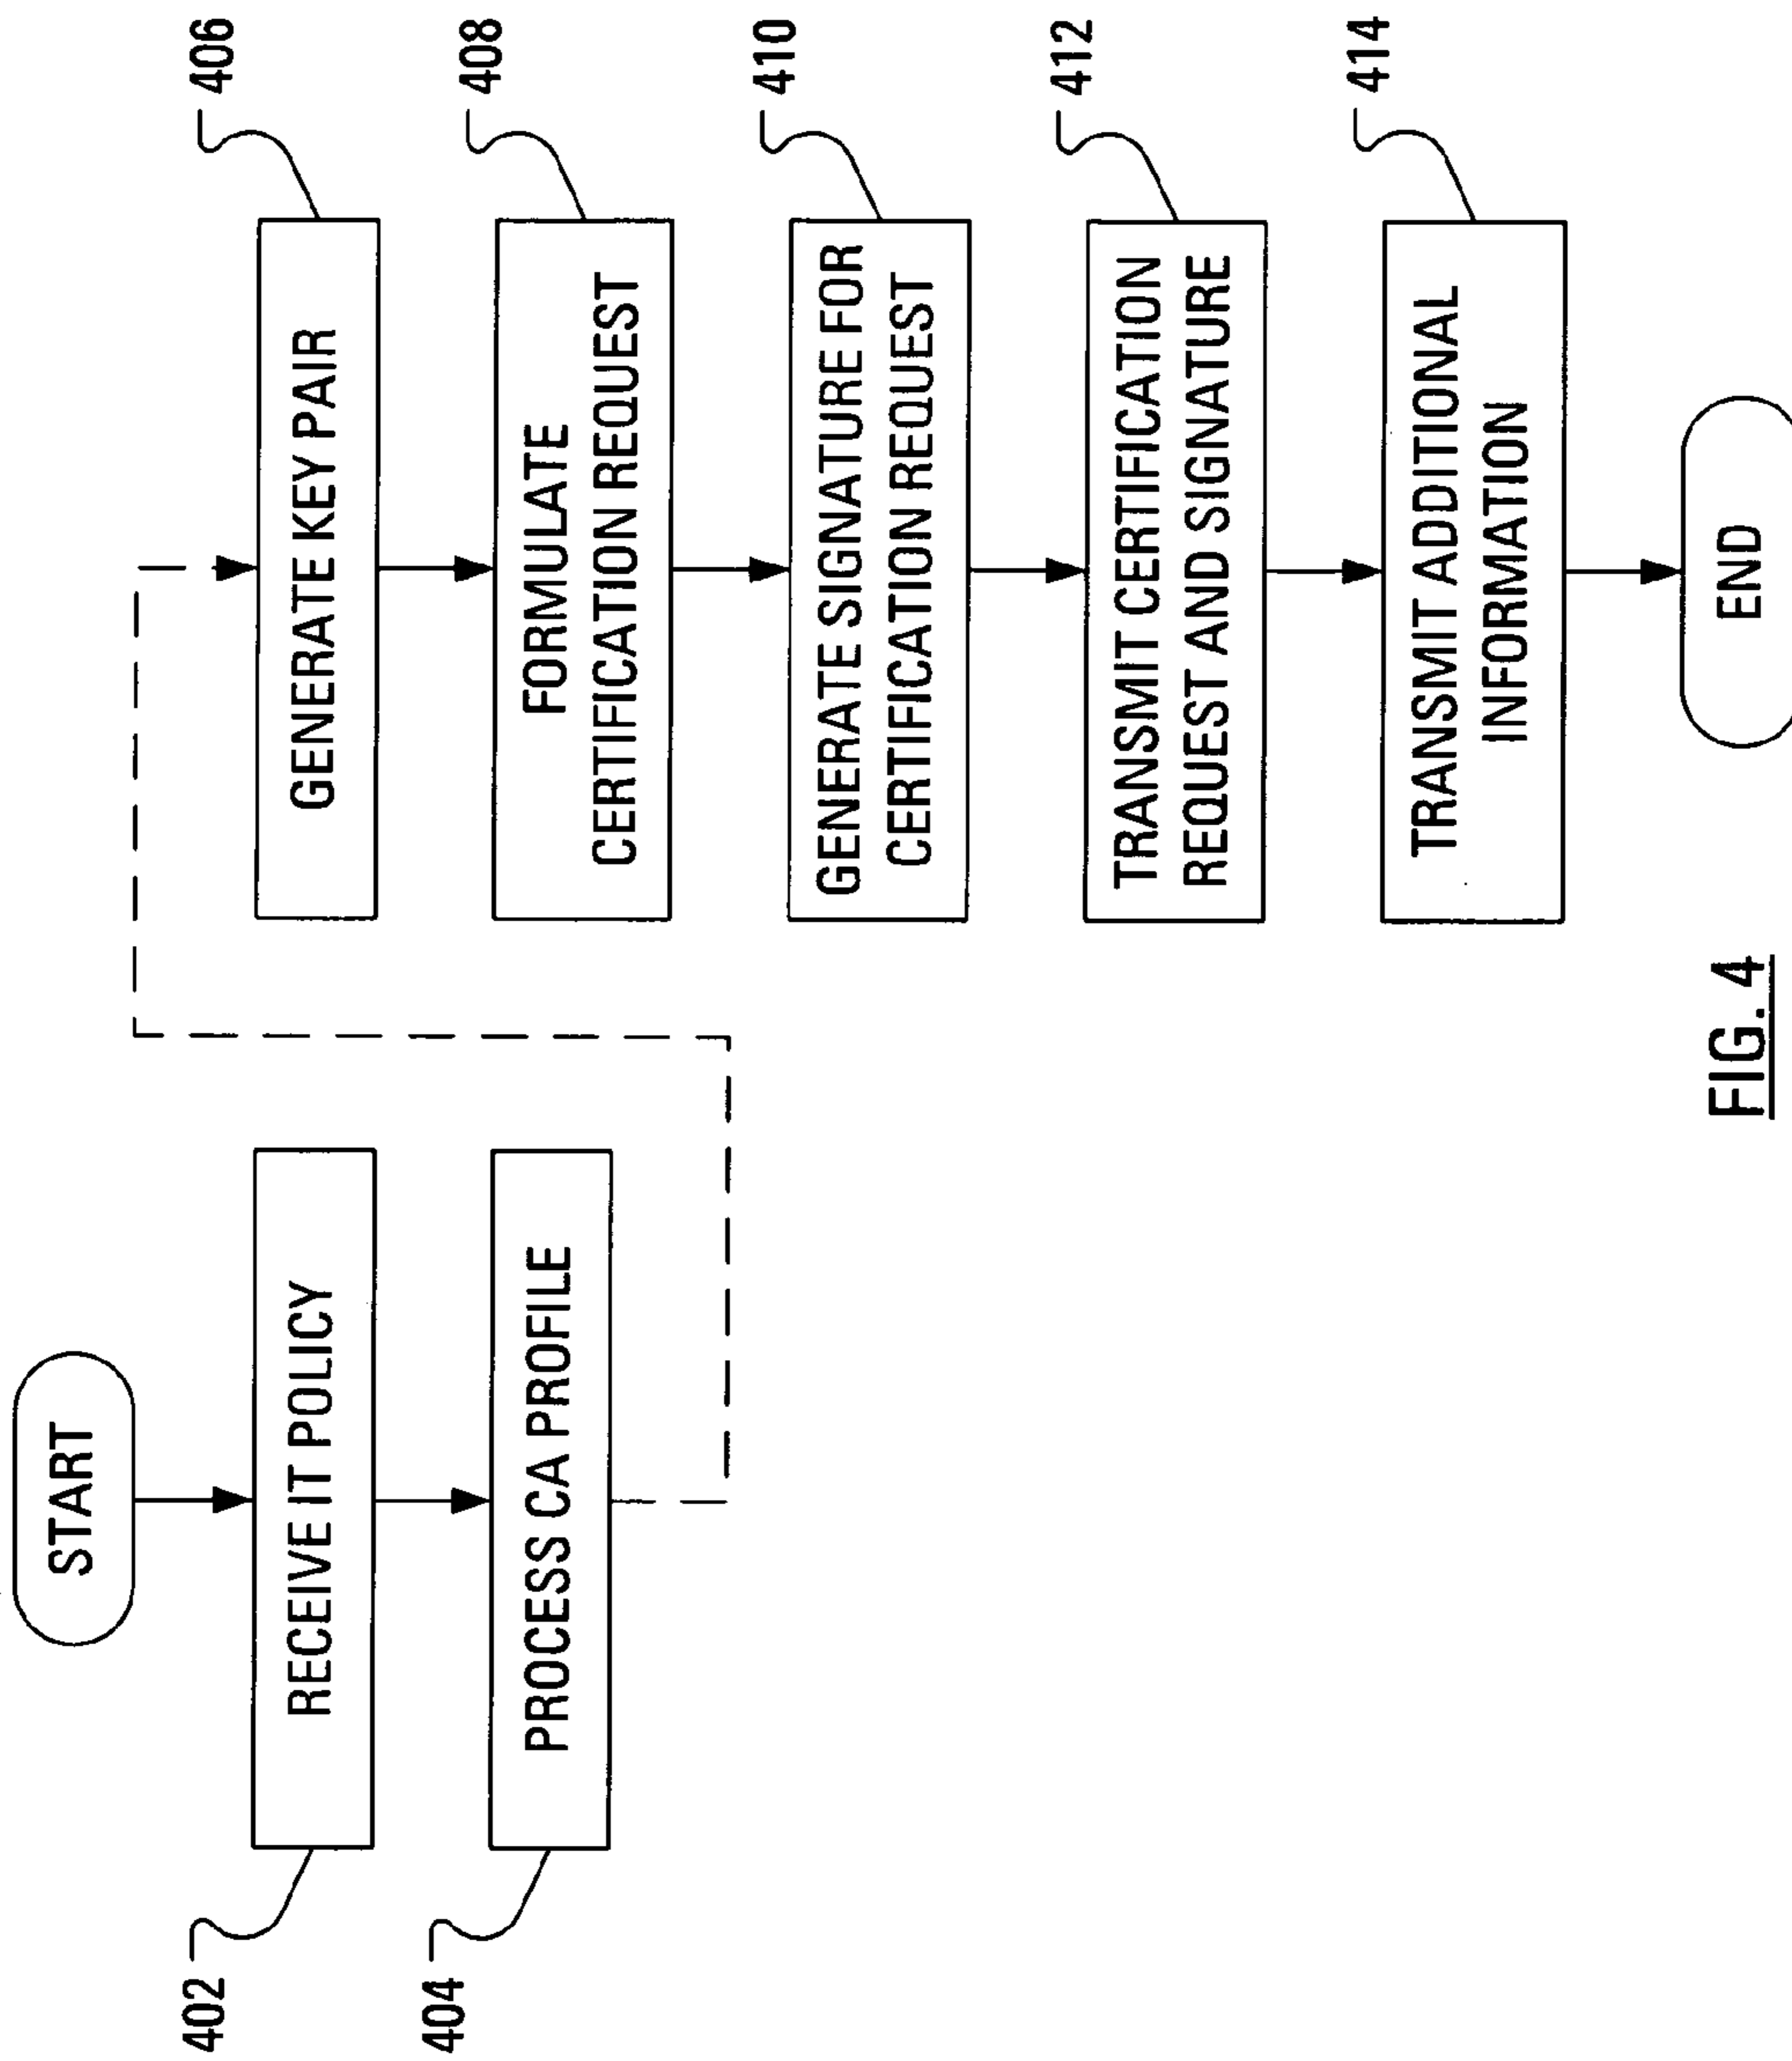 START
402
RECEIVE IT POLICY
404
PROCESS CA PROFILE
406
GENERATE KEY PAIR
408
FORMULATE
CERTIFICATION REQUEST
410
GENERATE SIGNATURE FOR
CERTIFICATION REQUEST
412
TRANSMIT CERTIFICATION
REQUEST AND SIGNATURE
414
TRANSMIT ADDITIONAL
INFORMATION
END
FIG. 4